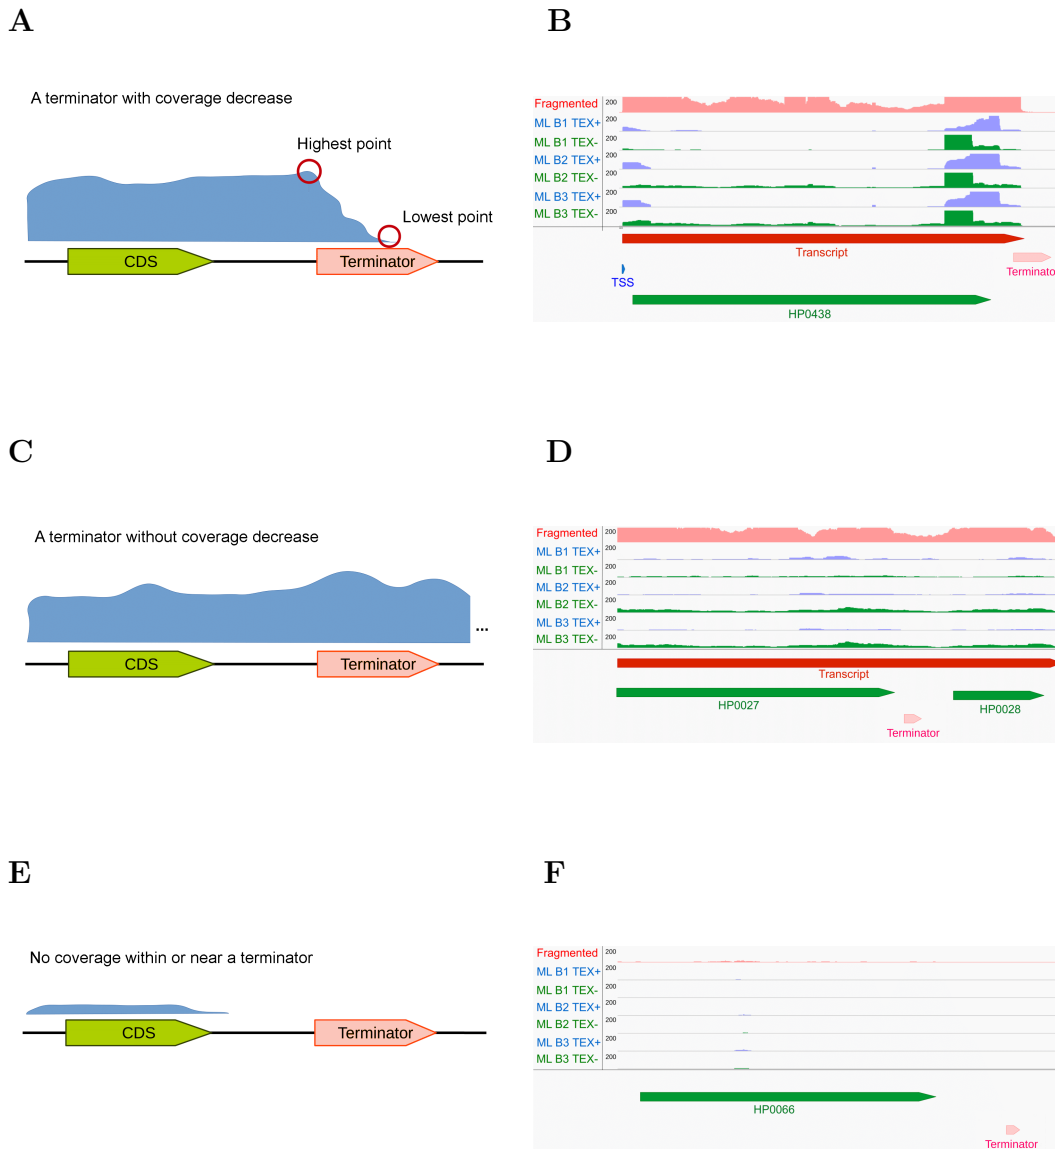 A
A terminator with coverage decrease
Highest point
Lowest point
CDS
Terminator
B
Fragmented 200
ML B1 TEX+ 200
ML B1 TEX- 200
ML B2 TEX+ 200
ML B2 TEX- 200
ML B3 TEX+ 200
ML B3 TEX- 200
Transcript
Terminato
TSS
HP0438
C
A terminator without coverage decrease
...
CDS
Terminator
D
Fragmented 200
ML B1 TEX+ 200
ML B1 TEX- 200
ML B2 TEX+ 200
ML B2 TEX- 200
ML B3 TEX+ 200
ML B3 TEX- 200
Transcript
HP0027
HP0028
Terminator
E
No coverage within or near a terminator
CDS
Terminator
F
Fragmented 200
ML B1 TEX+ 200
ML B1 TEX- 200
ML B2 TEX+ 200
ML B2 TEX- 200
ML B3 TEX+ 200
ML B3 TEX- 200
HP0066
Terminator